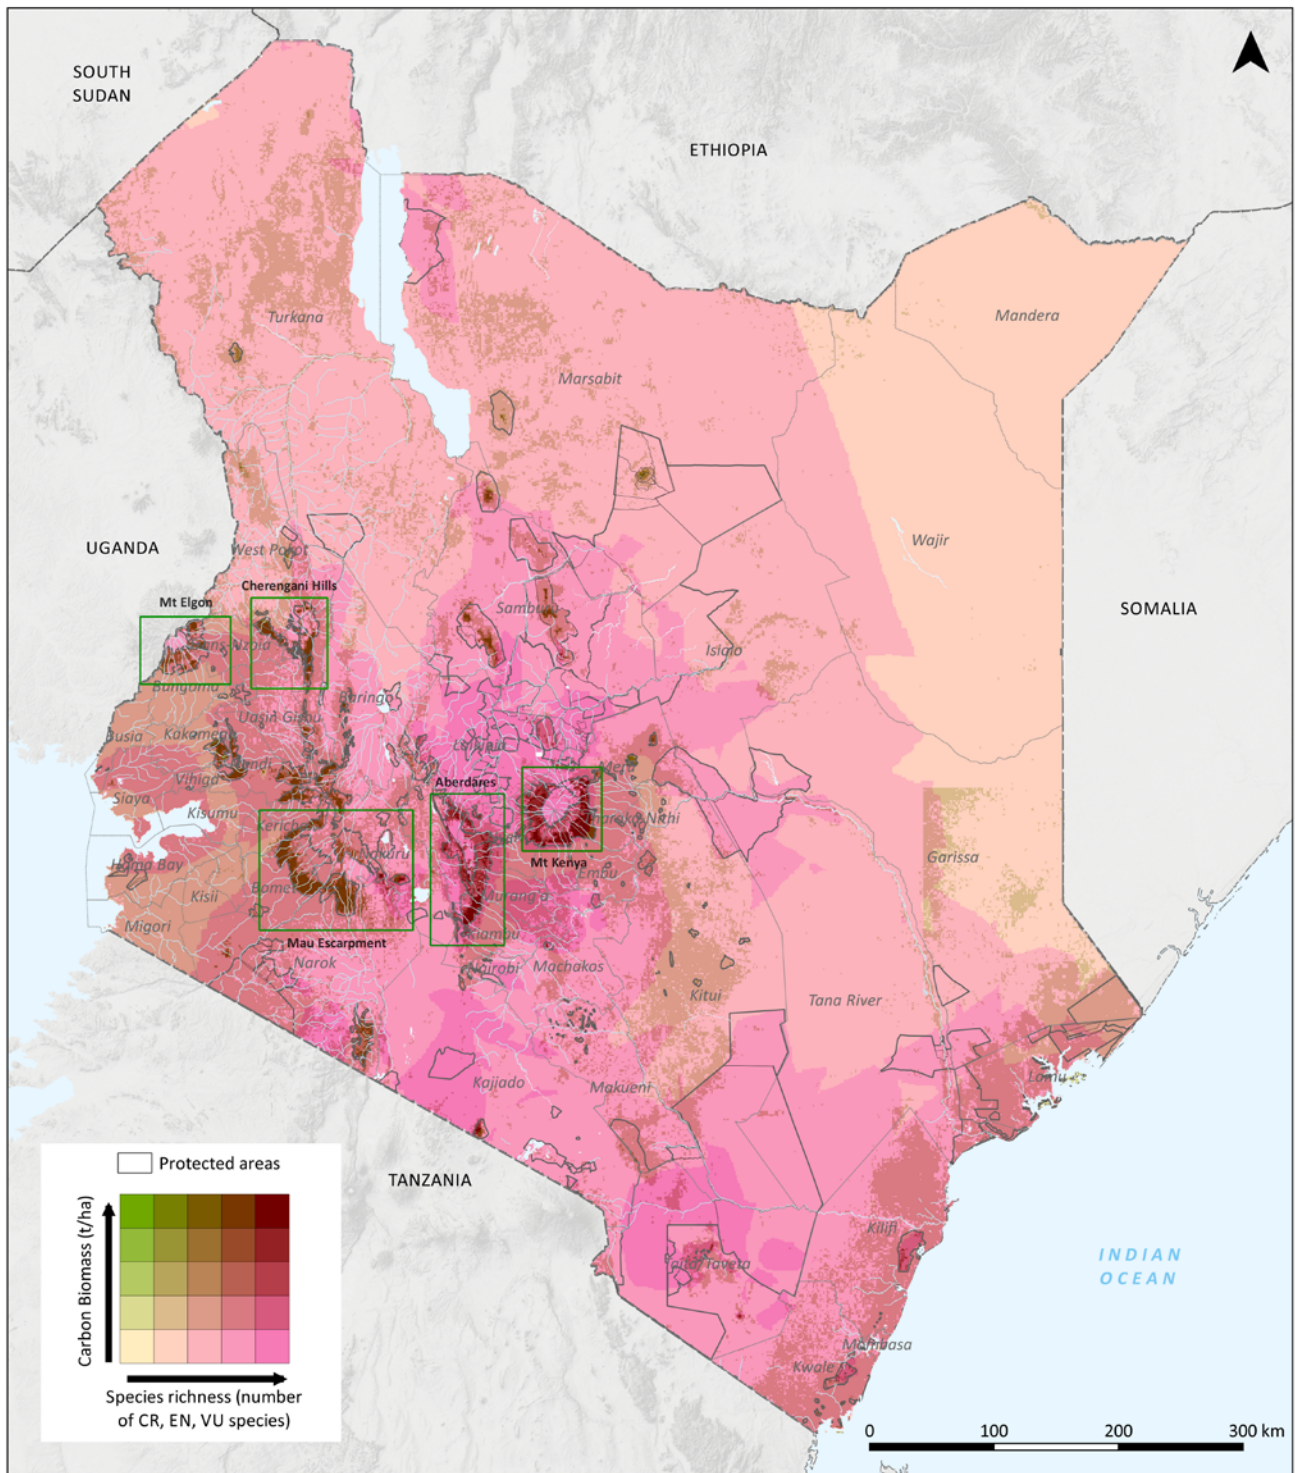 SOUTH
SUDAN
ETHIOPIA
Turkana
Mandera
Marsabit
UGANDA
West Pokot
Wajir
Cherengani Hills
Mt Elgon
SOMALIA
Samburu
Trans-Nzoia
Isiolo
Bungoma
Baringo
Uasin Gishu
Busia
Kakamega
Nandi
Laikipia
Vihiga
Meru
Aberdares
Siaya
Kisumu
Kericho
Tharaka-Nithi
Nakuru
Mt Kenya
Garissa
Homa Bay
Embu
Bomet
Kisii
Murang'a
Migori
Kiambu
Mau Escarpment
Narok
Nairobi
Machakos
Kitui
Tana River
Lamu
Kajiado
Makueni
TANZANIA
Kilifi
Taita Taveta
INDIAN
OCEAN
Mombasa
Kwale
Protected areas
Carbon Biomass (t/ha)
Species richness (number
of CR, EN, VU species)
0 100 200 300 km